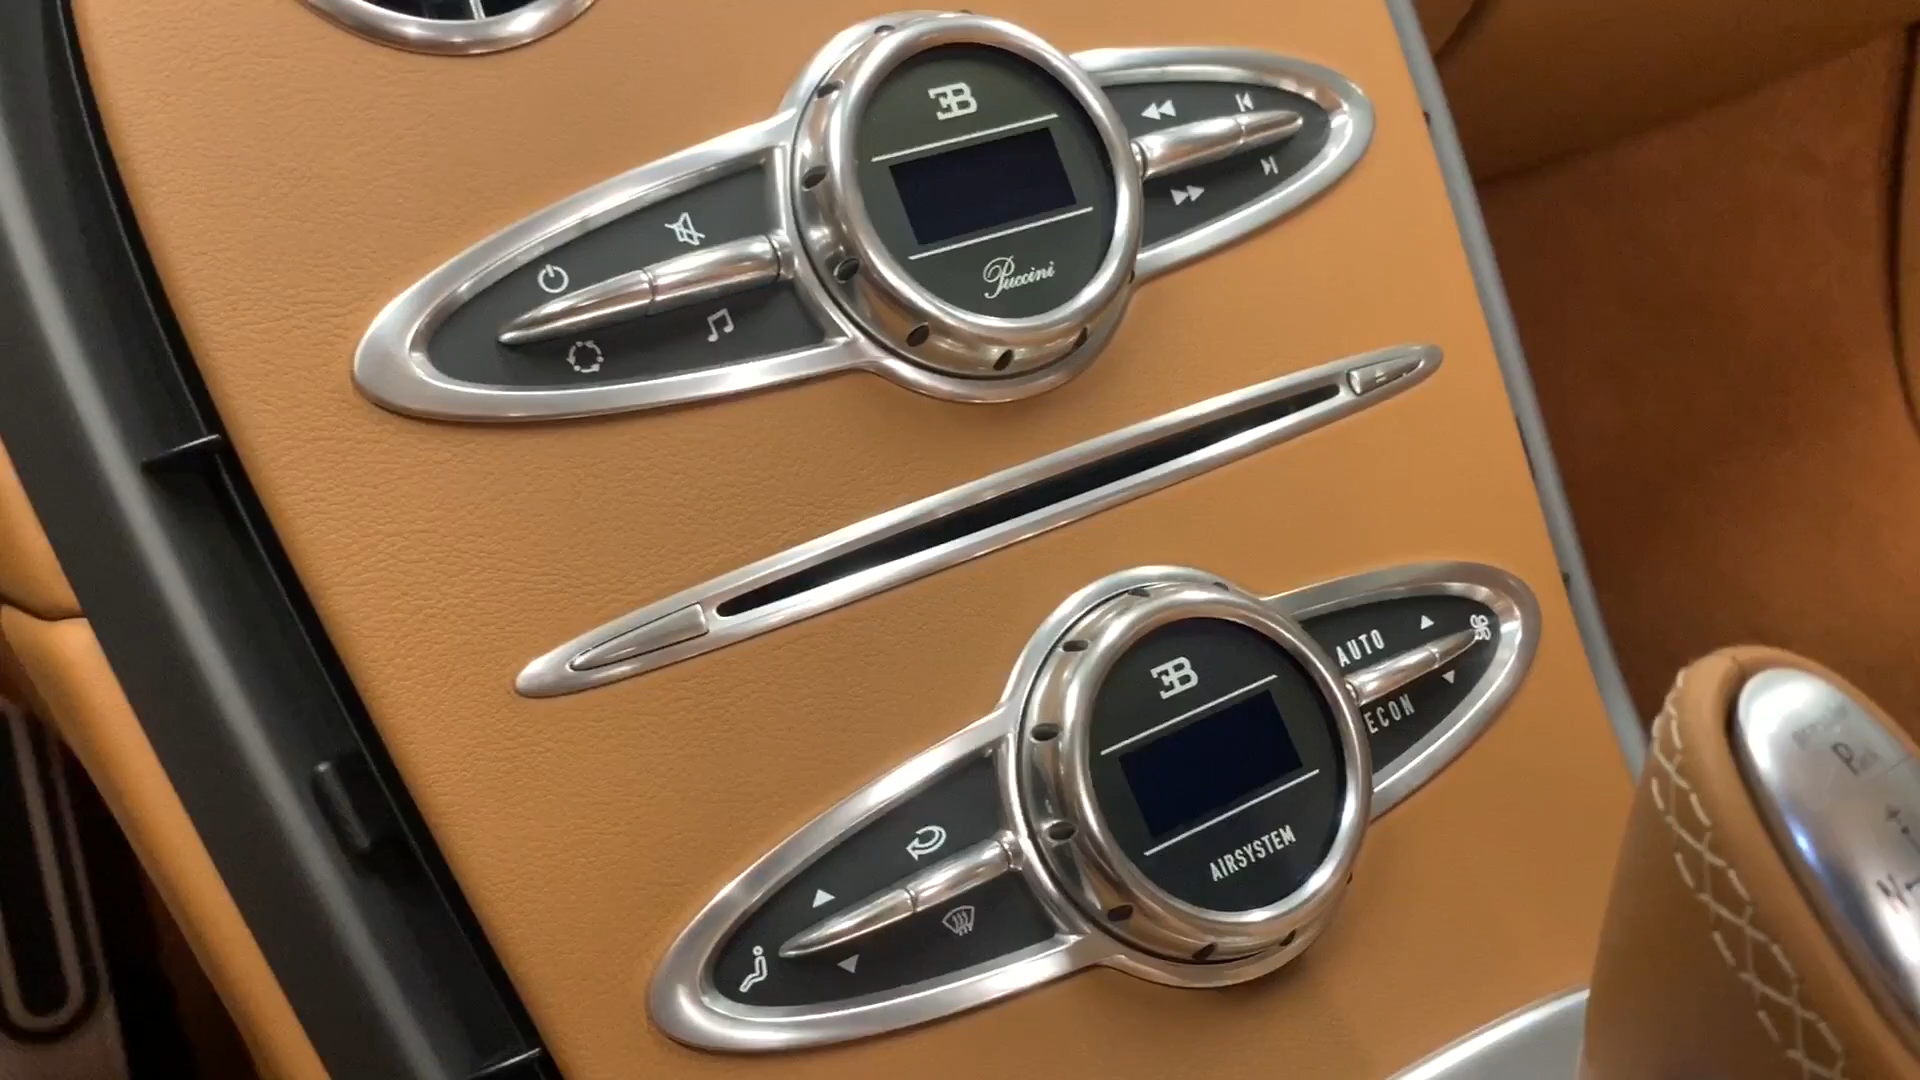 EB
Puccini
AUTO
ECON
EB
AIRSYSTEM
P
N